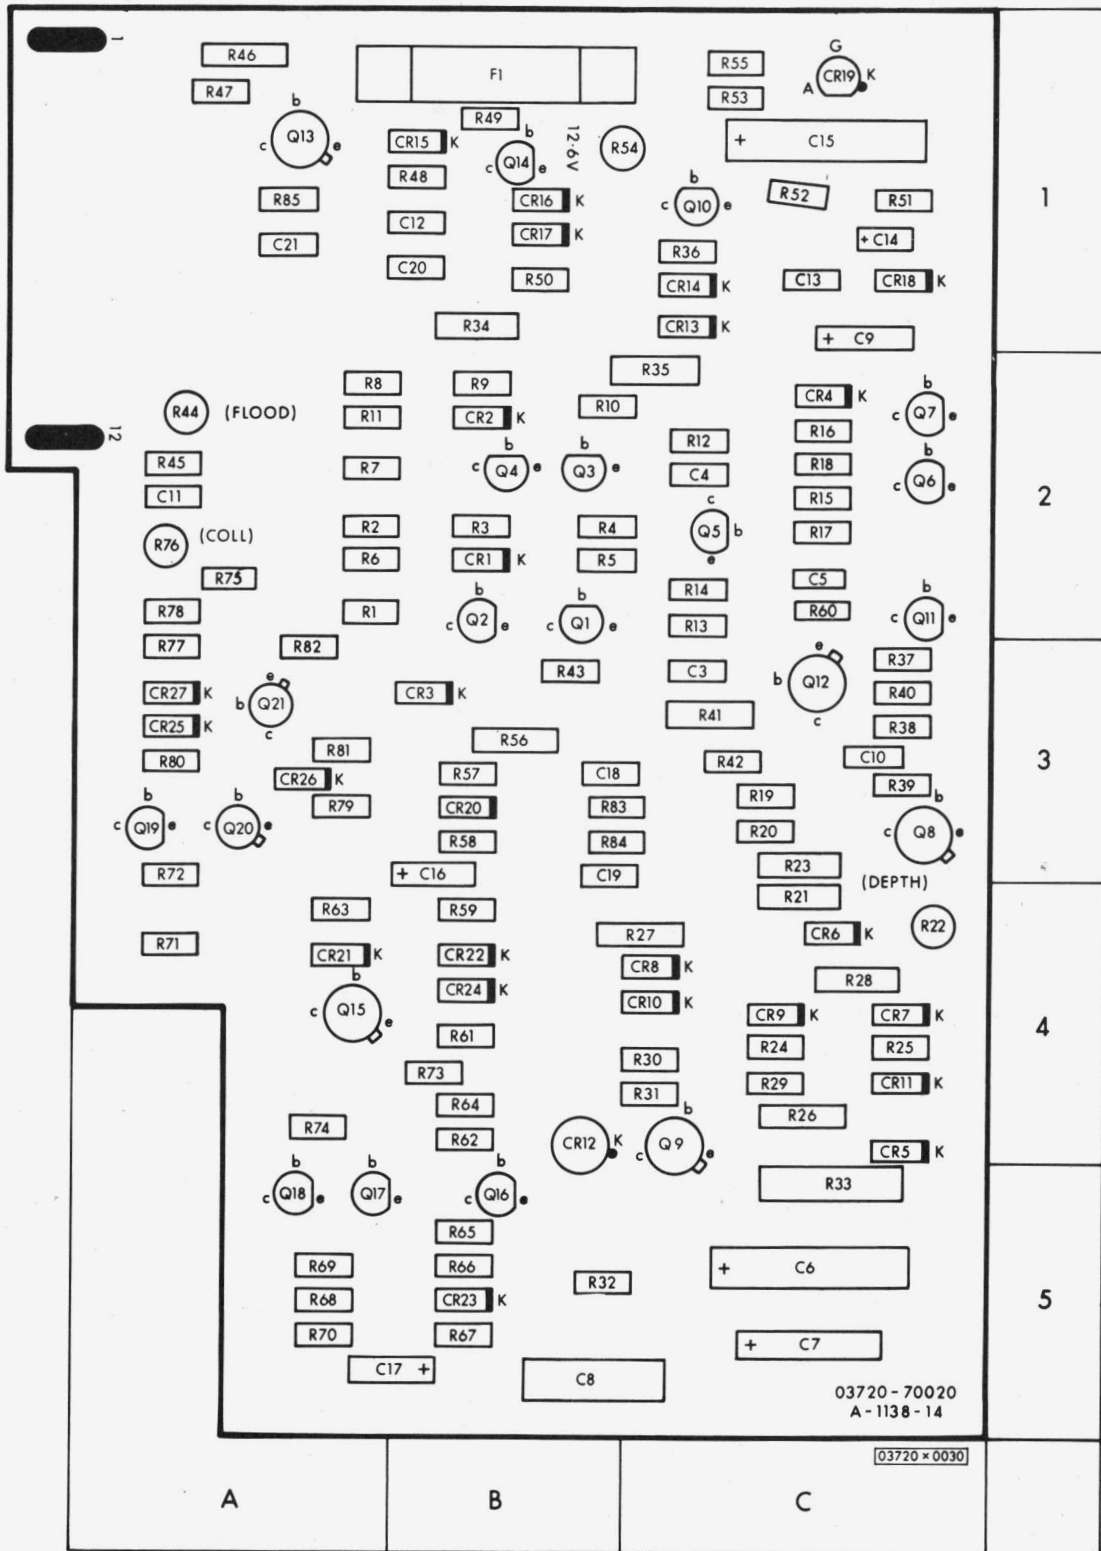 1
R46
F1
R55
G
CR19
K
A
R47
R53
b
Q13
c
e
R49
CR15
K
b
Q14
c
e
12·6V
R54
+
C15
R48
R85
CR16
K
b
Q10
c
e
R52
R51
1
C12
CR17
K
C21
R36
+C14
C20
R50
CR14
K
C13
CR18
K
R34
CR13
K
+
C9
R35
R8
R9
CR4
K
b
Q7
c
e
R44
(FLOOD)
R11
CR2
K
R10
R16
12
R12
R45
R7
b
Q4
c
e
b
Q3
e
R18
b
Q6
c
e
C11
C4
R15
2
R76
(COLL)
R2
R3
R4
c
Q5
b
e
R17
R6
CR1
K
R5
R75
R14
C5
R78
R1
b
Q2
c
e
b
Q1
c
e
R13
R60
b
Q11
c
e
R77
R82
R43
C3
e
Q12
b
c
R37
CR27
K
e
Q21
b
c
CR3
K
R40
CR25
K
R41
R38
R80
R81
R56
R42
C10
3
CR26
K
R57
C18
R39
R79
CR20
R83
R19
b
Q19
c
e
b
Q20
c
e
R58
R84
R20
b
Q8
c
e
R72
+ C16
C19
R23
(DEPTH)
R21
R63
R59
R22
R71
CR21
K
CR22
K
R27
CR6
K
CR8
K
CR24
K
CR10
K
R28
b
Q15
c
e
CR9
K
CR7
K
4
R61
R24
R25
R73
R30
R29
CR11
K
R64
R31
R74
R62
CR12
K
b
Q9
c
e
R26
CR5
K
b
Q18
c
e
b
Q17
e
b
Q16
c
e
R33
R65
R69
R66
R32
+
C6
R68
CR23
K
5
R70
R67
+
C7
C17 +
C8
03720-70020
A-1138-14
03720×0030
A
B
C